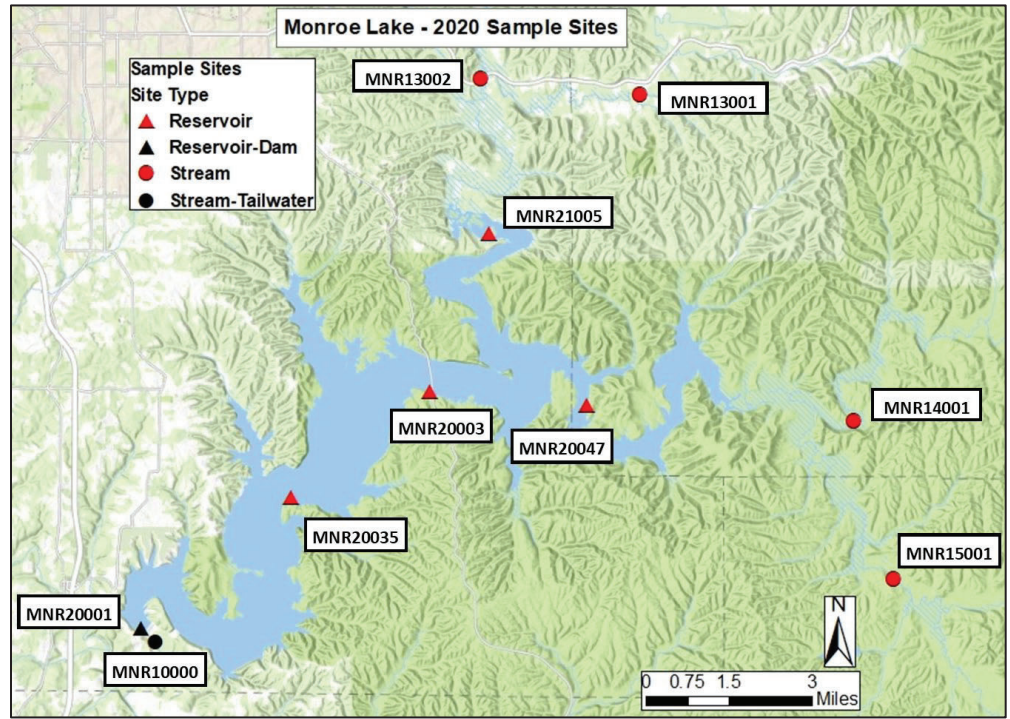 Monroe Lake - 2020 Sample Sites
Sample Sites
Site Type
Reservoir
Reservoir-Dam
Stream
Stream-Tailwater
MNR13002
MNR13001
MNR21005
MNR20003
MNR20047
MNR14001
MNR20035
MNR15001
MNR20001
MNR10000
N
0 0.75 1.5 3
Miles